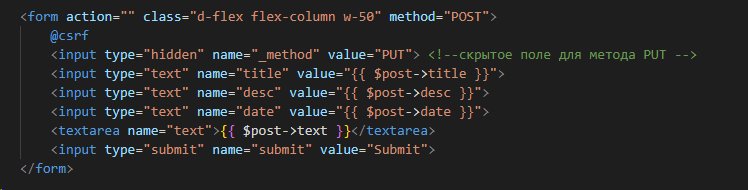 <form action="" class="d-flex flex-column w-50" method="POST">
@csrf
<input type="hidden" name="_method" value="PUT"> <!--скрытое поле для метода PUT -->
<input type="text" name="title" value="{{ $post->title }}">
<input type="text" name="desc" value="{{ $post->desc }}">
<input type="text" name="date" value="{{ $post->date }}">
<textarea name="text">{{ $post->text }}</textarea>
<input type="submit" name="submit" value="Submit">
</form>